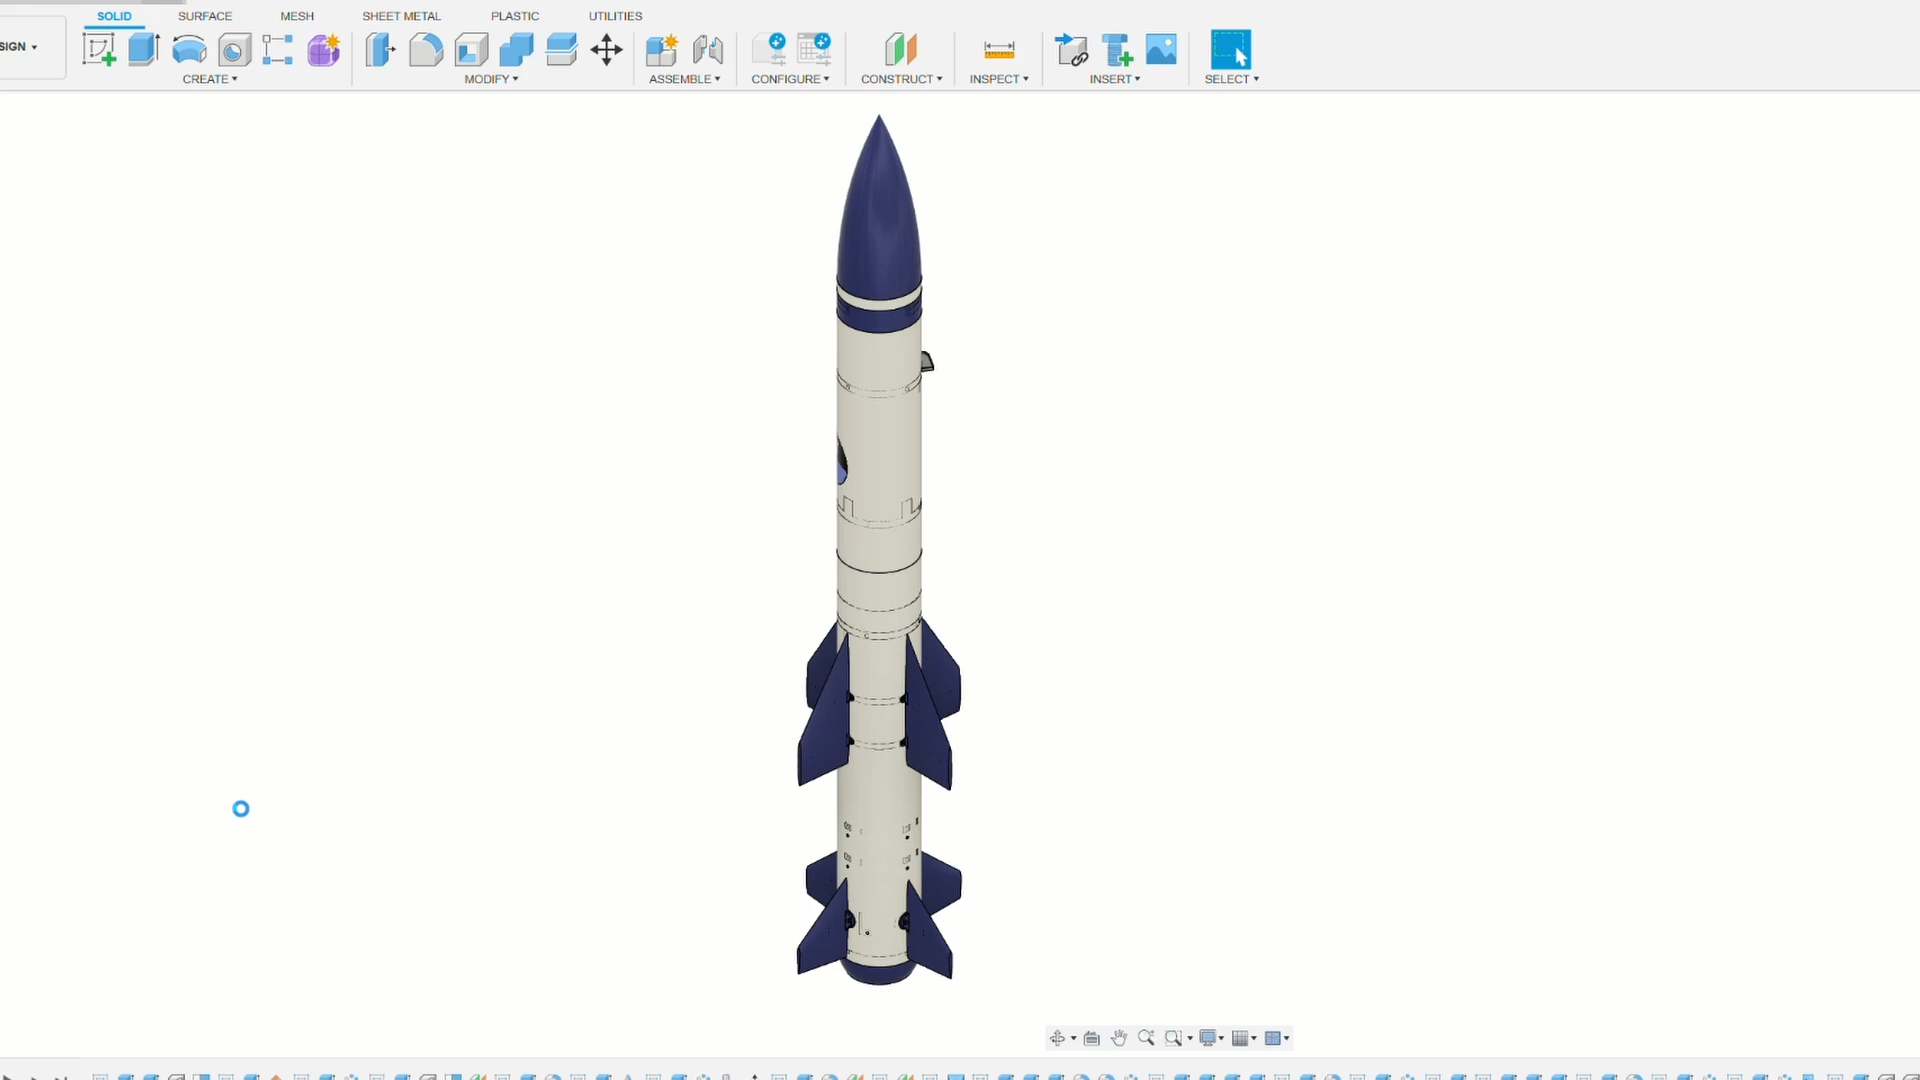 SOLID SURFACE MESH SHEET METAL PLASTIC UTILITIES
SIGN
CREATE MODIFY ASSEMBLE CONFIGURE CONSTRUCT INSPECT INSERT SELECT